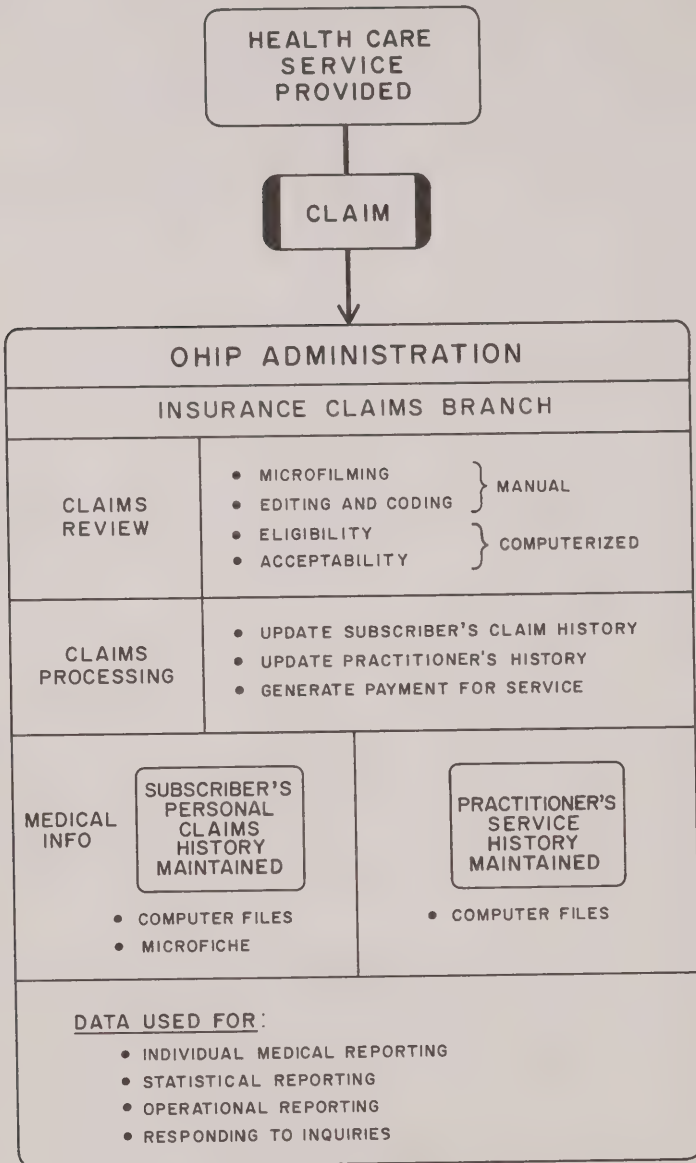 HEALTH CARE
SERVICE
PROVIDED
CLAIM
OHIP ADMINISTRATION
INSURANCE CLAIMS BRANCH
CLAIMS
REVIEW
• MICROFILMING
• EDITING AND CODING
MANUAL
• ELIGIBILITY
• ACCEPTABILITY
COMPUTERIZED
CLAIMS
PROCESSING
• UPDATE SUBSCRIBER'S CLAIM HISTORY
• UPDATE PRACTITIONER'S HISTORY
• GENERATE PAYMENT FOR SERVICE
MEDICAL
INFO
SUBSCRIBER'S
PERSONAL
CLAIMS
HISTORY
MAINTAINED
• COMPUTER FILES
• MICROFICHE
PRACTITIONER'S
SERVICE
HISTORY
MAINTAINED
• COMPUTER FILES
DATA USED FOR:
• INDIVIDUAL MEDICAL REPORTING
• STATISTICAL REPORTING
• OPERATIONAL REPORTING
• RESPONDING TO INQUIRIES